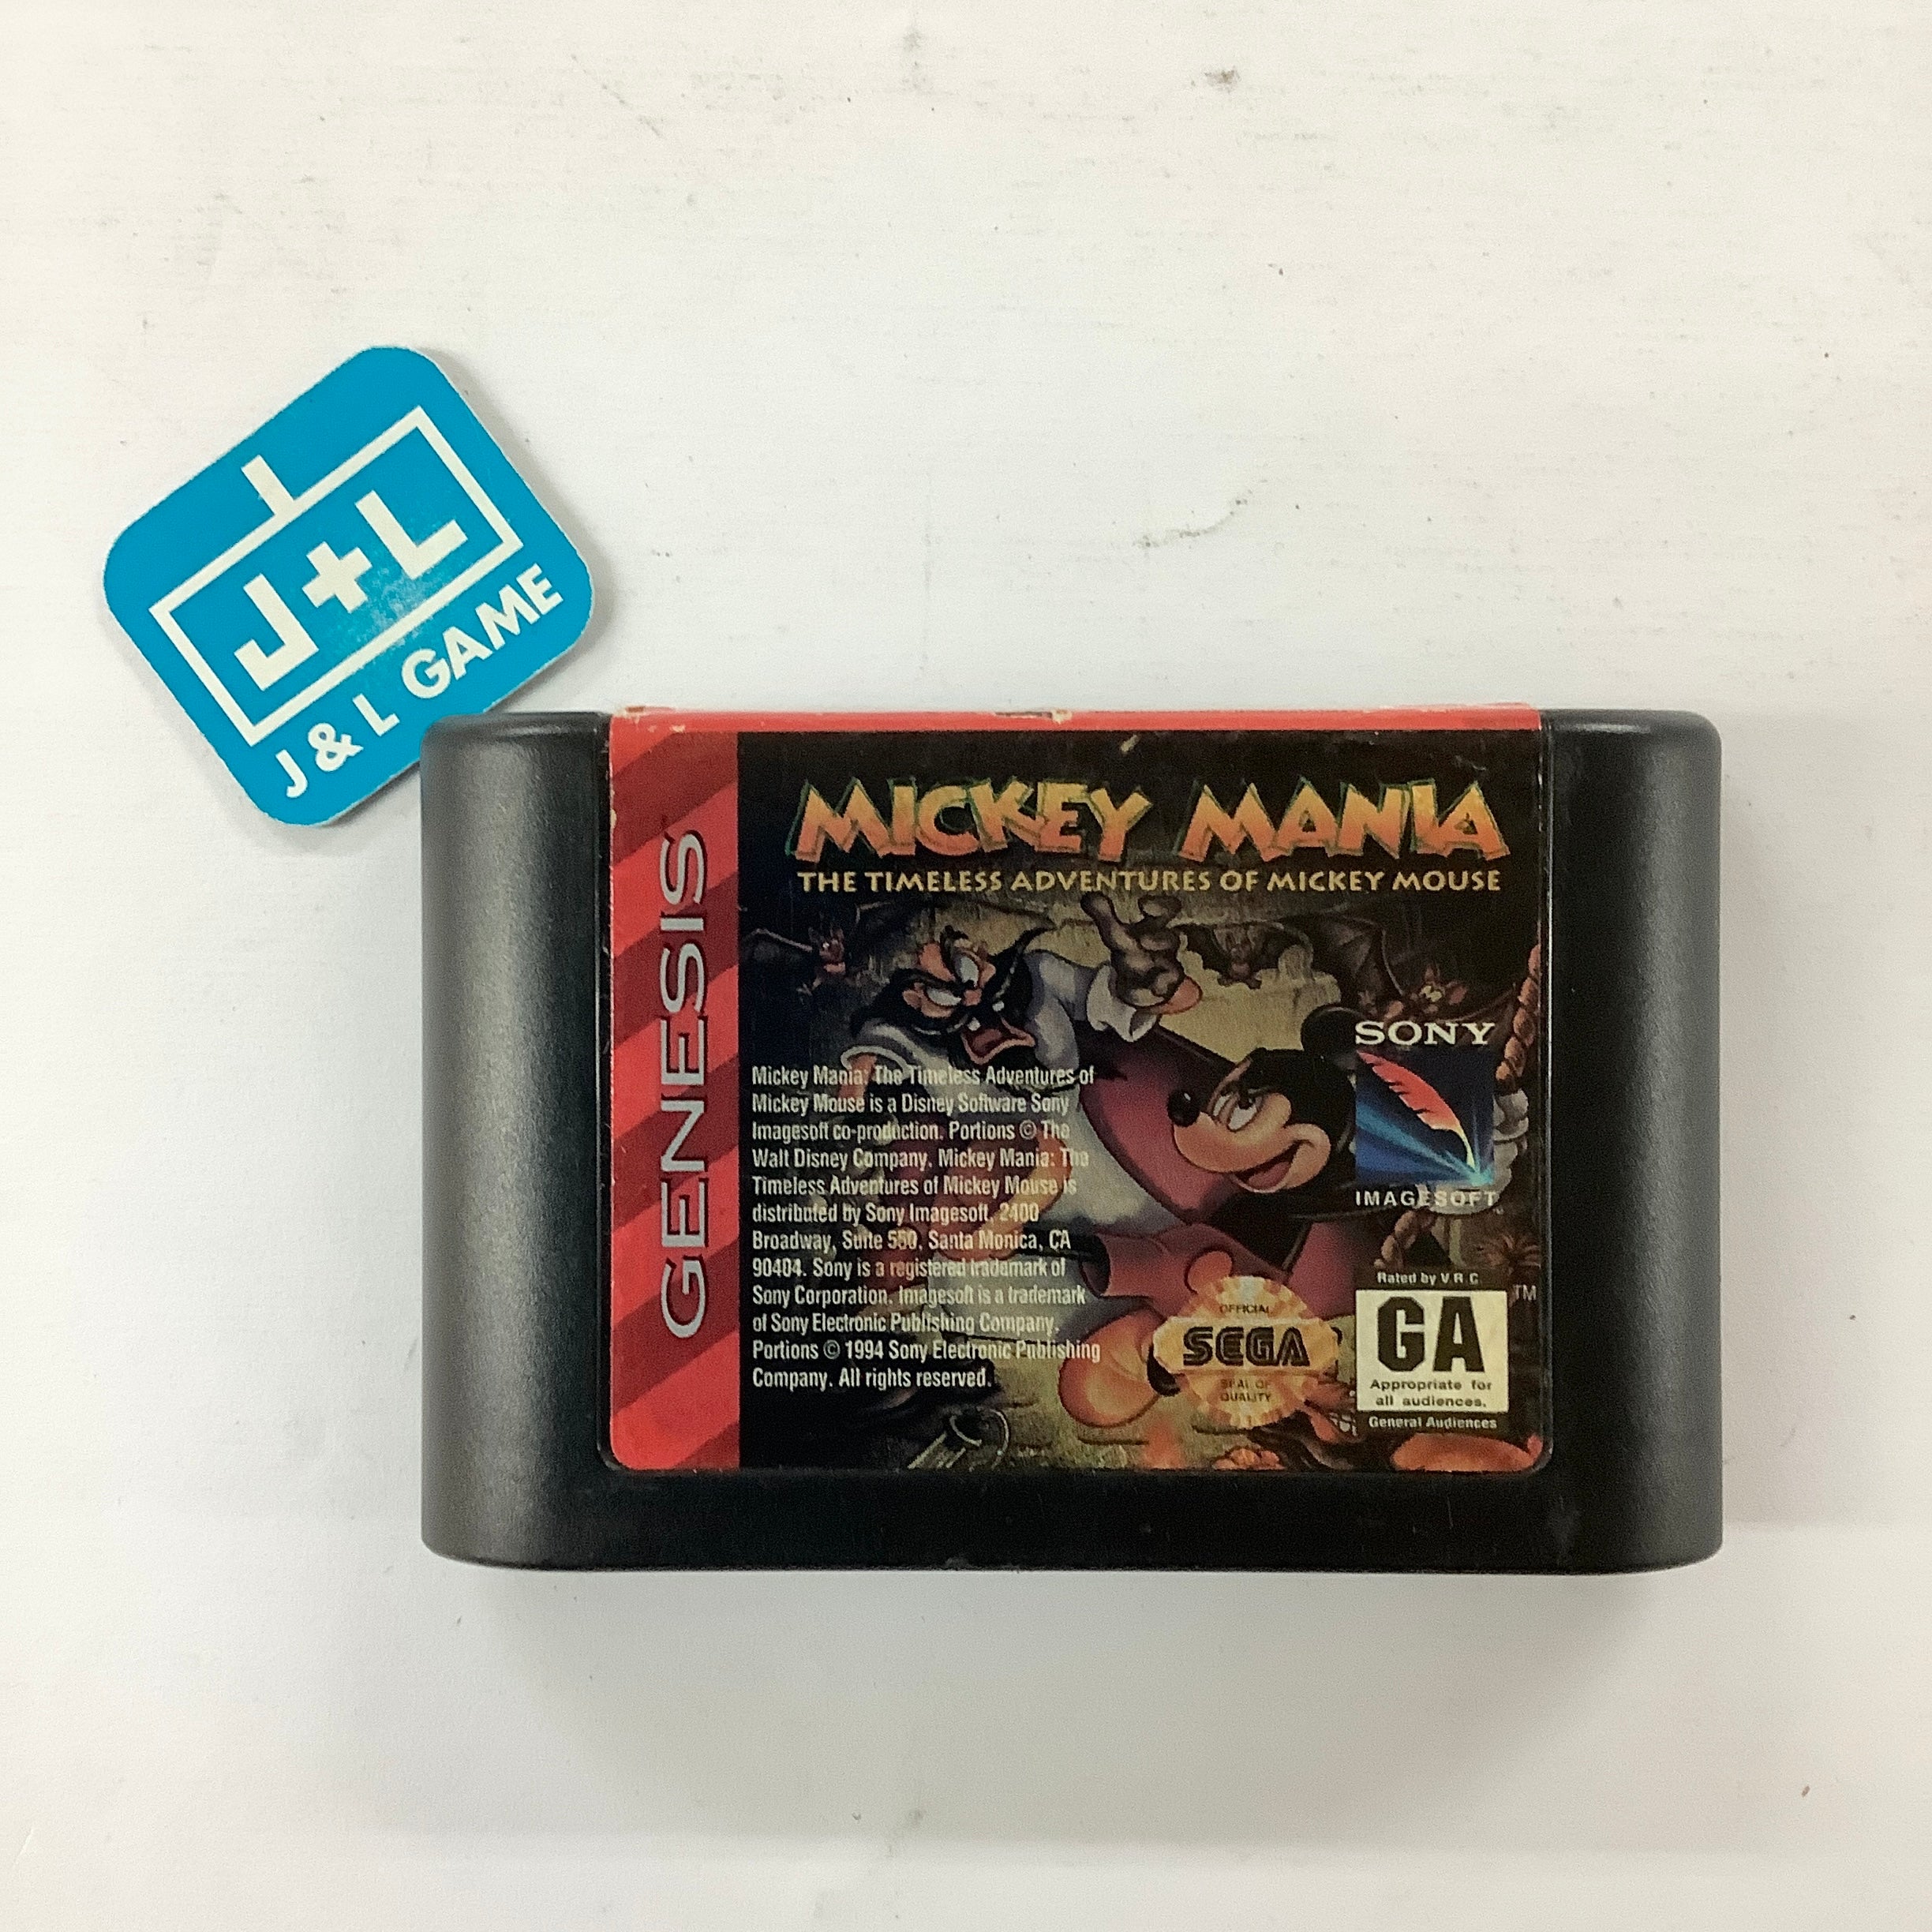 J+L
J & L GAME
GENESIS
MICKEY MANIA
THE TIMELESS ADVENTURES OF MICKEY MOUSE
Mickey Mania: The Timeless Adventures of
Mickey Mouse is a Disney Software Sony
Imagesoft co-production. Portions © The
Walt Disney Company. Mickey Mania: The
Timeless Adventures of Mickey Mouse is
distributed by Sony Imagesoft, 2400
Broadway, Suite 550, Santa Monica, CA
90404. Sony is a registered trademark of
Sony Corporation. Imagesoft is a trademark
of Sony Electronic Publishing Company.
Portions © 1994 Sony Electronic Publishing
Company. All rights reserved.
SONY
IMAGESOFT™
OFFICIAL
SEGA
SEAL OF
QUALITY
Rated by V.R.C.
TM
GA
Appropriate for
all audiences.
General Audiences